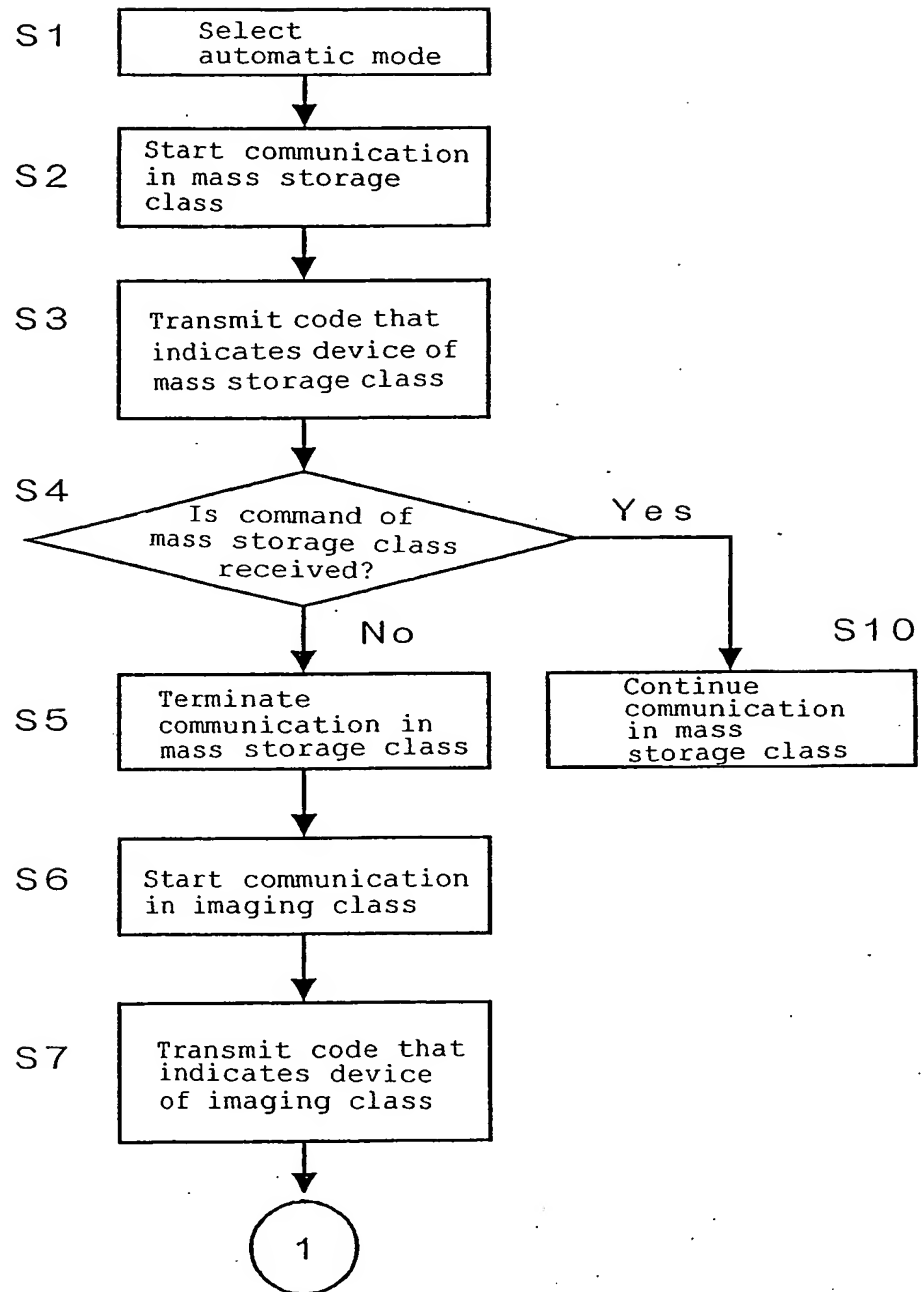 S1
Select
automatic mode
S2
Start communication
in mass storage
class
S3
Transmit code that
indicates device of
mass storage class
S4
Is command of
mass storage class
received?
Yes
No
S10
Continue
communication
in mass
storage class
S5
Terminate
communication in
mass storage class
S6
Start communication
in imaging class
S7
Transmit code that
indicates device
of imaging class
1